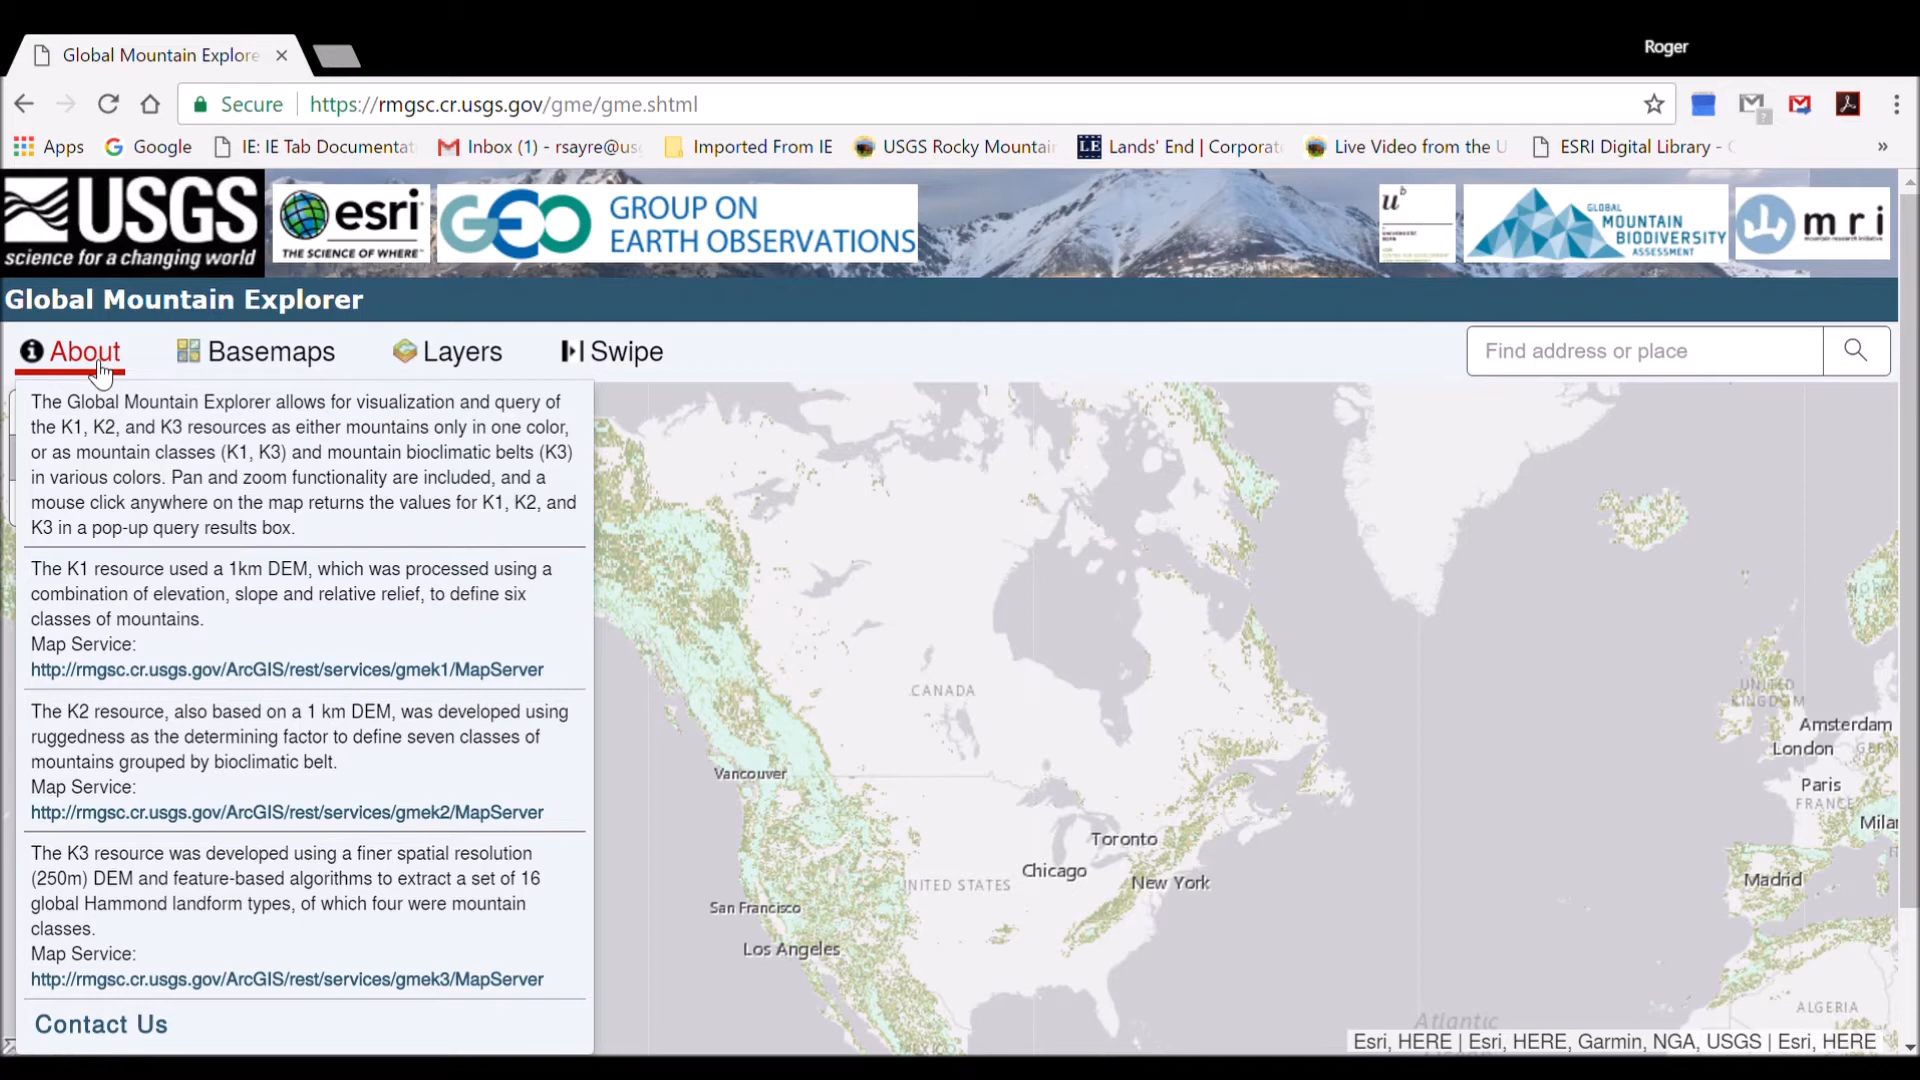 Global Mountain Explore
Roger
Secure
https://rmgsc.cr.usgs.gov/gme/gme.shtml
Apps
Google
IE: IE Tab Documenta
Inbox (1) - rsayre@us
Imported From IE
USGS Rocky Mountain
LE
Lands' End | Corporat
Live Video from the U
ESRI Digital Library -
»
USGS
science for a changing world
esri
THE SCIENCE OF WHERE
GEO
GROUP ON
EARTH OBSERVATIONS
u b
GLOBAL
MOUNTAIN
BIODIVERSITY
ASSESSMENT
mri
Global Mountain Explorer
About
Basemaps
Layers
Swipe
Find address or place
The Global Mountain Explorer allows for visualization and query of
the K1, K2, and K3 resources as either mountains only in one color,
or as mountain classes (K1, K3) and mountain bioclimatic belts (K3)
in various colors. Pan and zoom functionality are included, and a
mouse click anywhere on the map returns the values for K1, K2, and
K3 in a pop-up query results box.
The K1 resource used a 1km DEM, which was processed using a
combination of elevation, slope and relative relief, to define six
classes of mountains.
Map Service:
http://rmgsc.cr.usgs.gov/ArcGIS/rest/services/gmek1/MapServer
The K2 resource, also based on a 1 km DEM, was developed using
ruggedness as the determining factor to define seven classes of
mountains grouped by bioclimatic belt.
Map Service:
http://rmgsc.cr.usgs.gov/ArcGIS/rest/services/gmek2/MapServer
The K3 resource was developed using a finer spatial resolution
(250m) DEM and feature-based algorithms to extract a set of 16
global Hammond landform types, of which four were mountain
classes.
Map Service:
http://rmgsc.cr.usgs.gov/ArcGIS/rest/services/gmek3/MapServer
Contact Us
CANADA
Vancouver
Toronto
Chicago
New York
UNITED STATES
San Francisco
Los Angeles
NORW
UNITED
KINGDOM
Amsterdam
London
GER
Paris
FRANCE
Milan
Madrid
ALGERIA
Atlantic
Esri, HERE | Esri, HERE, Garmin, NGA, USGS | Esri, HERE